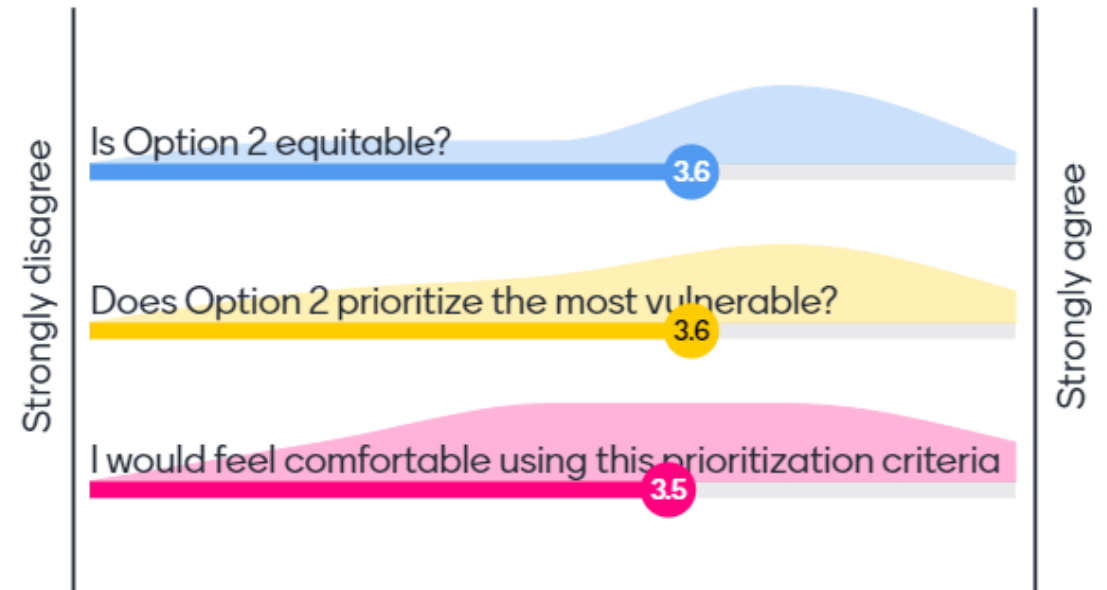 Strongly disagree
Is Option 2 equitable?
3.6
Does Option 2 prioritize the most vulnerable?
3.6
I would feel comfortable using this prioritization criteria
3.5
Strongly agree